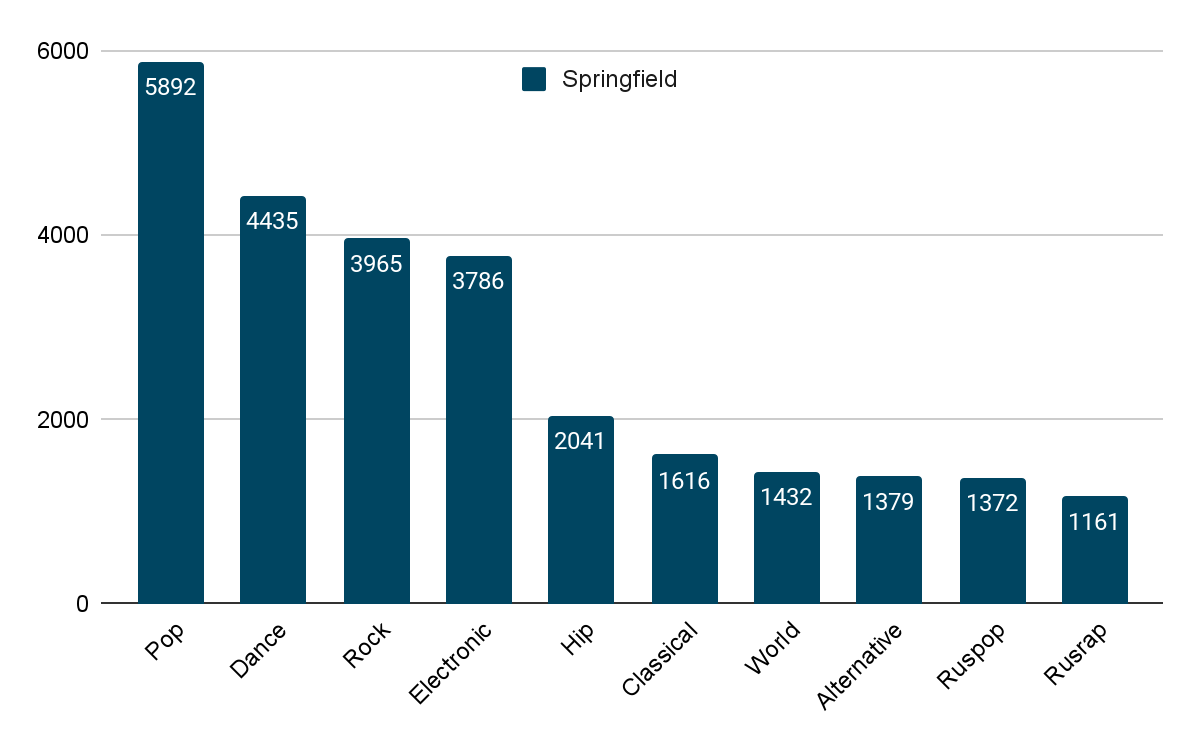 6000
4000
2000
0
Springfield
5892
4435
3965
3786
2041
1616
1432
1379
1372
1161
Pop
Dance
Rock
Electronic
Hip
Classical
World
Alternative
Ruspop
Rusrap